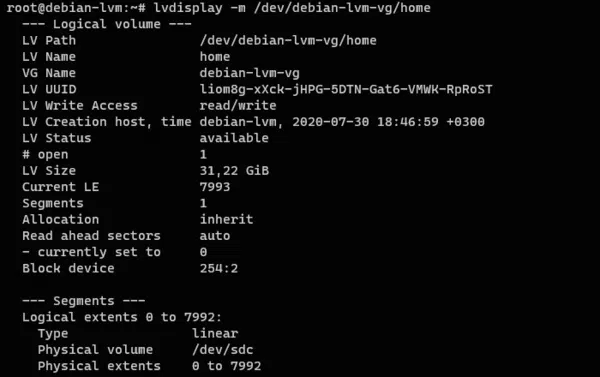 root@debian-lvm:~# lvdisplay -m /dev/debian-lvm-vg/home
--- Logical volume ---
LV Path                /dev/debian-lvm-vg/home
LV Name                home
VG Name                debian-lvm-vg
LV UUID                liom8g-xXck-jHPG-5DTN-Gat6-VMWK-RpRoST
LV Write Access        read/write
LV Creation host, time debian-lvm, 2020-07-30 18:46:59 +0300
LV Status              available
# open                 1
LV Size                31,22 GiB
Current LE             7993
Segments               1
Allocation             inherit
Read ahead sectors     auto
- currently set to     0
Block device           254:2

--- Segments ---
Logical extents 0 to 7992:
Type                linear
Physical volume     /dev/sdc
Physical extents    0 to 7992